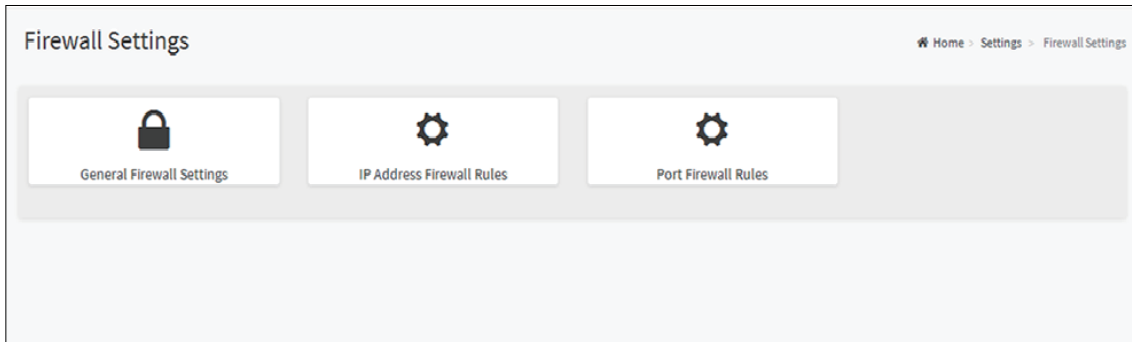 Firewall Settings
Home > Settings > Firewall Settings
General Firewall Settings
IP Address Firewall Rules
Port Firewall Rules